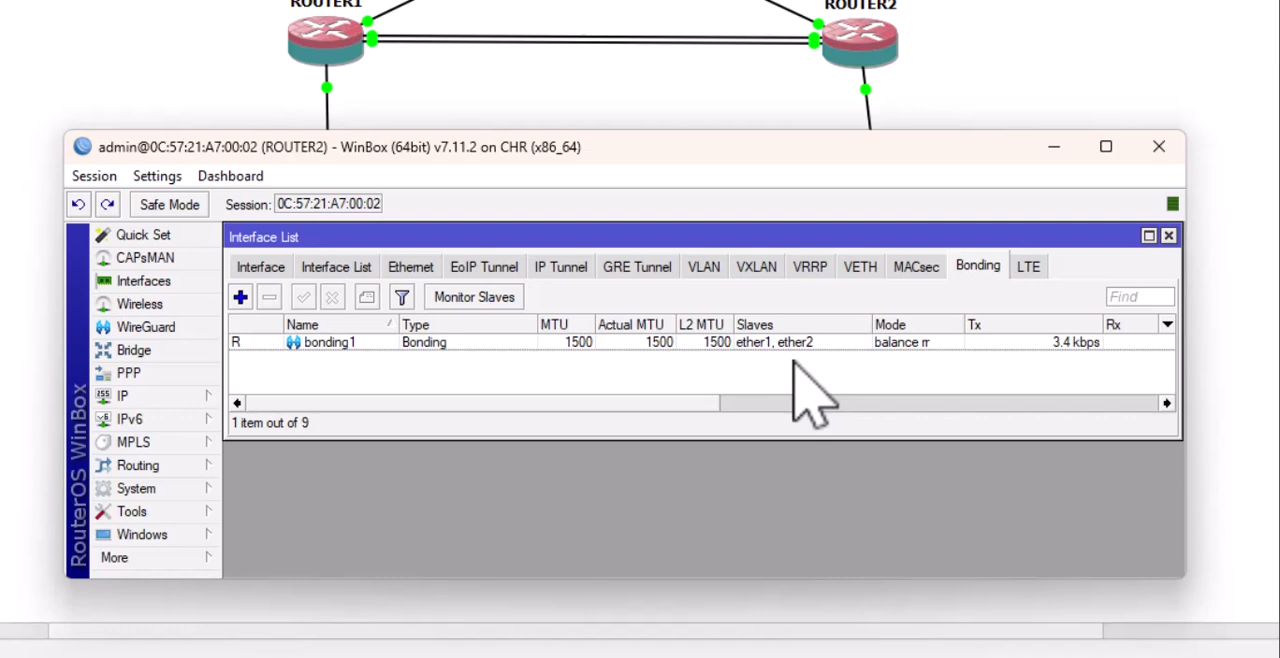 ROUTER1
ROUTER2
admin@0C:57:21:A7:00:02 (ROUTER2) - WinBox (64bit) v7.11.2 on CHR (x86_64)
Session Settings Dashboard
Safe Mode Session: 0C:57:21:A7:00:02
Quick Set
CAPsMAN
Interfaces
Wireless
WireGuard
Bridge
PPP
IP
IPv6
MPLS
Routing
System
Tools
Windows
More
RouterOS WinBox
Interface List
Interface Interface List Ethernet EoIP Tunnel IP Tunnel GRE Tunnel VLAN VXLAN VRRP VETH MACsec Bonding LTE
Monitor Slaves Find
Name Type MTU Actual MTU L2 MTU Slaves Mode Tx Rx
R bonding1 Bonding 1500 1500 1500 ether1, ether2 balance rr 3.4 kbps
1 item out of 9